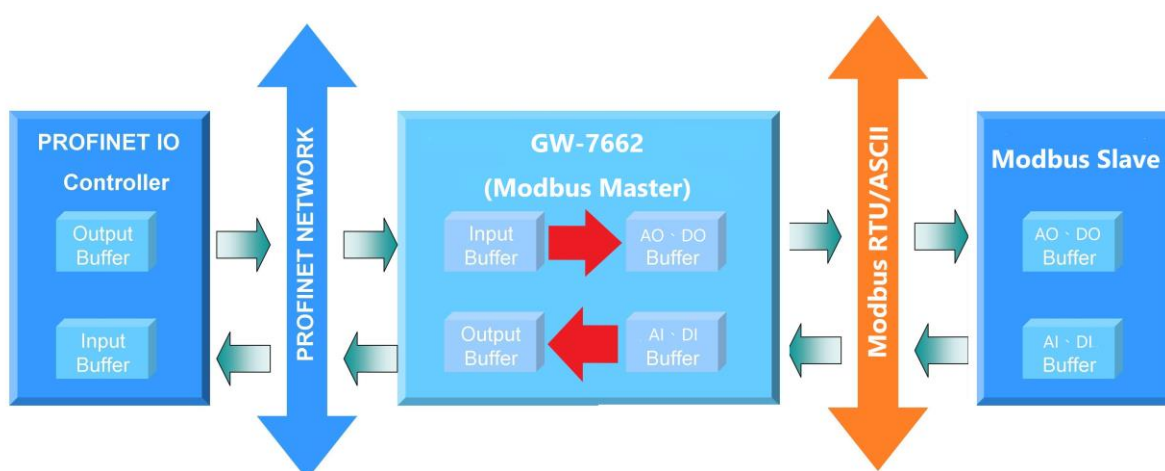 PROFINET IO
Controller
Output
Buffer
Input
Buffer
PROFINET NETWORK
GW-7662
(Modbus Master)
Input
Buffer
AO、DO
Buffer
Output
Buffer
AI、DI
Buffer
Modbus RTU/ASCII
Modbus Slave
AO、DO
Buffer
AI、DI
Buffer